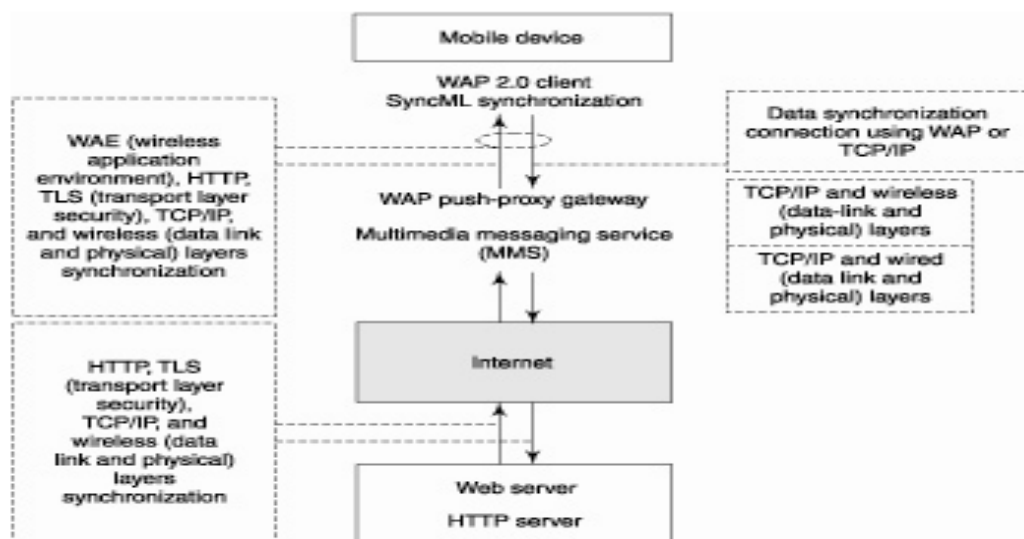 Mobile device
WAP 2.0 client
SyncML synchronization
WAE (wireless
application
environment), HTTP,
TLS (transport layer
security), TCP/IP,
and wireless (data link
and physical) layers
synchronization
Data synchronization
connection using WAP or
TCP/IP
WAP push-proxy gateway
Multimedia messaging service
(MMS)
TCP/IP and wireless
(data-link and
physical) layers
TCP/IP and wired
(data link and
physical) layers
Internet
HTTP, TLS
(transport layer
security),
TCP/IP, and
wireless (data
link and physical)
layers
synchronization
Web server
HTTP server